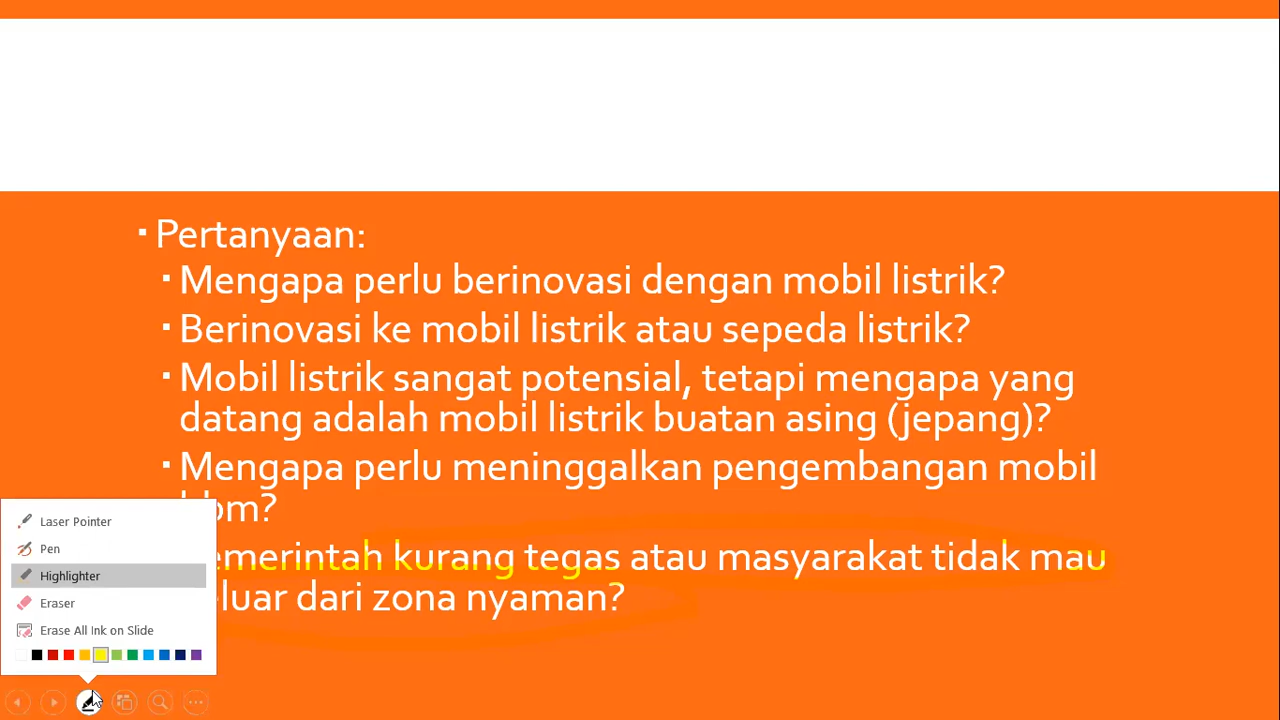 Pertanyaan:
Mengapa perlu berinovasi dengan mobil listrik?
Berinovasi ke mobil listrik atau sepeda listrik?
Mobil listrik sangat potensial, tetapi mengapa yang
datang adalah mobil listrik buatan asing (jepang)?
Mengapa perlu meninggalkan pengembangan mobil
bbm?
emerintah kurang tegas atau masyarakat tidak mau
eluar dari zona nyaman?
Laser Pointer
Pen
Highlighter
Eraser
Erase All Ink on Slide